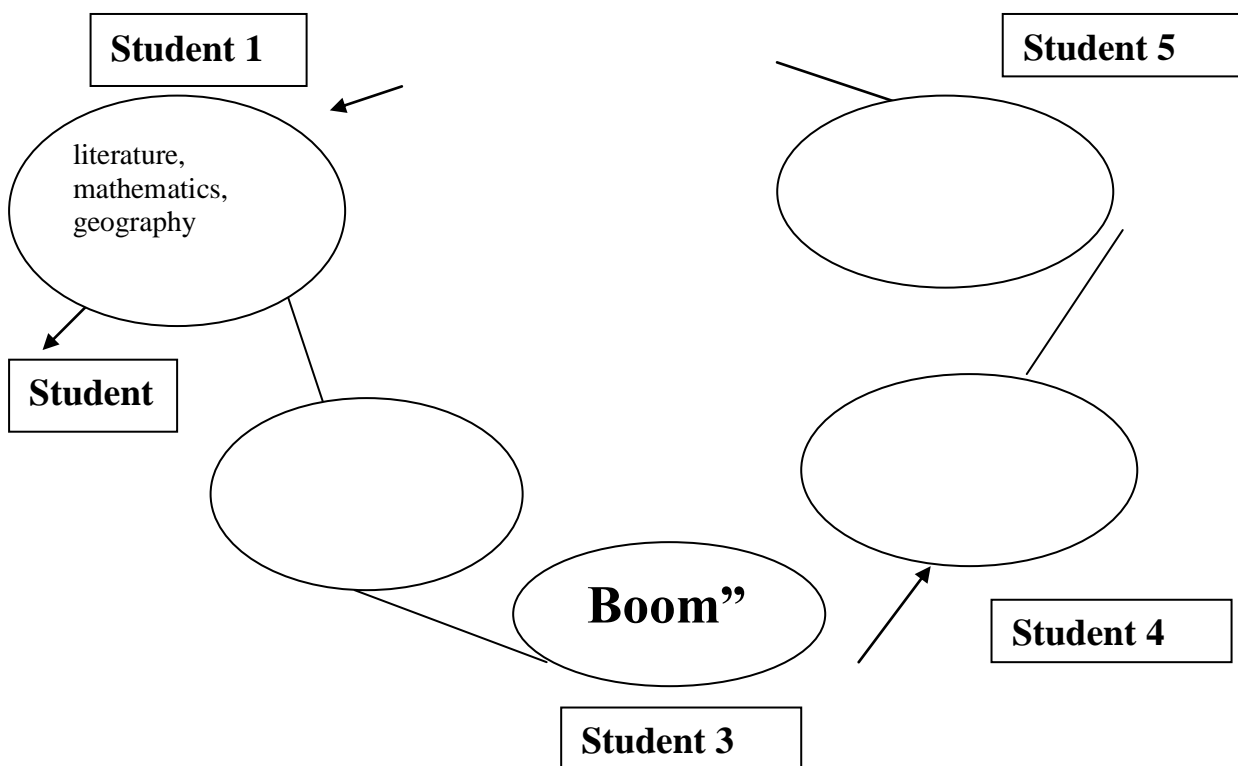 Student 1
Student 5
literature,
mathematics,
geography
Student
Boom”
Student 4
Student 3